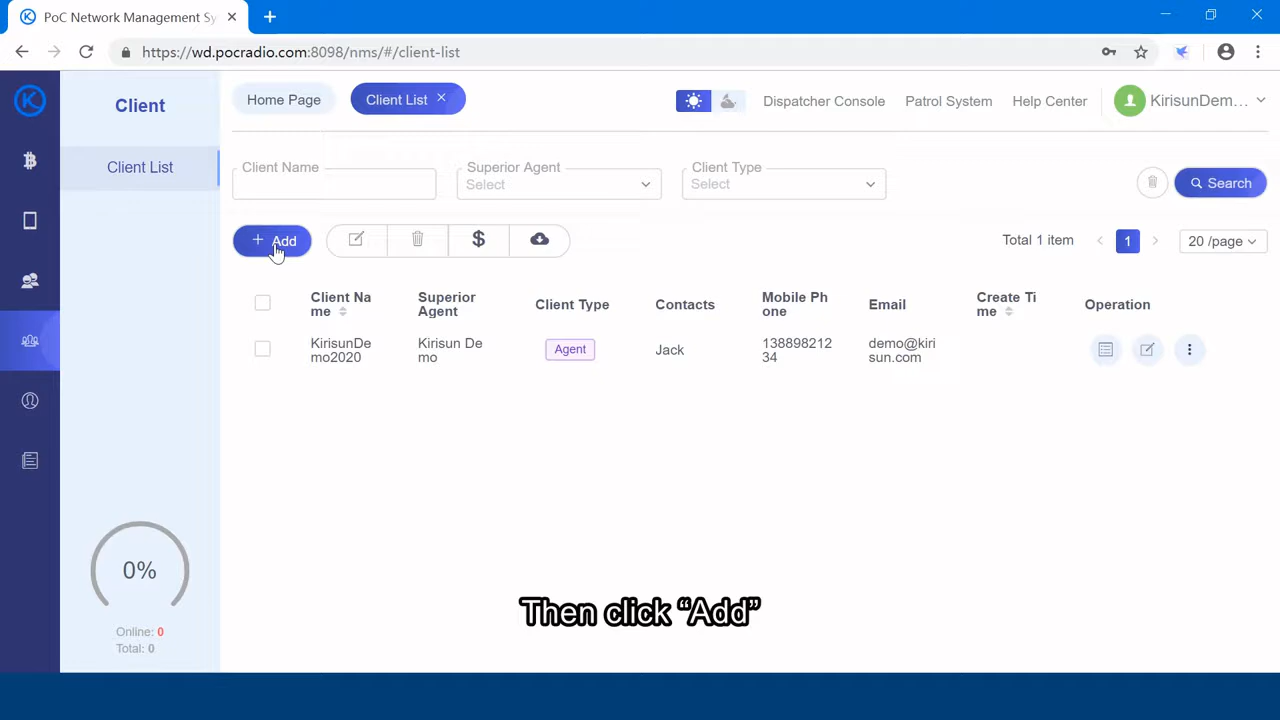 PoC Network Management Sy
https://wd.pocradio.com:8098/nms/#/client-list
Client
Home Page
Client List
Dispatcher Console
Patrol System
Help Center
KirisunDem...
Client List
Client Name
Superior Agent
Select
Client Type
Select
Search
+ Add
$
Total 1 item
1
20 /page
Client Na
me
Superior
Agent
Client Type
Contacts
Mobile Ph
one
Email
Create Ti
me
Operation
KirisunDe
mo2020
Kirisun De
mo
Agent
Jack
138898212
34
demo@kiri
sun.com
0%
Online: 0
Total: 0
Then click “Add”